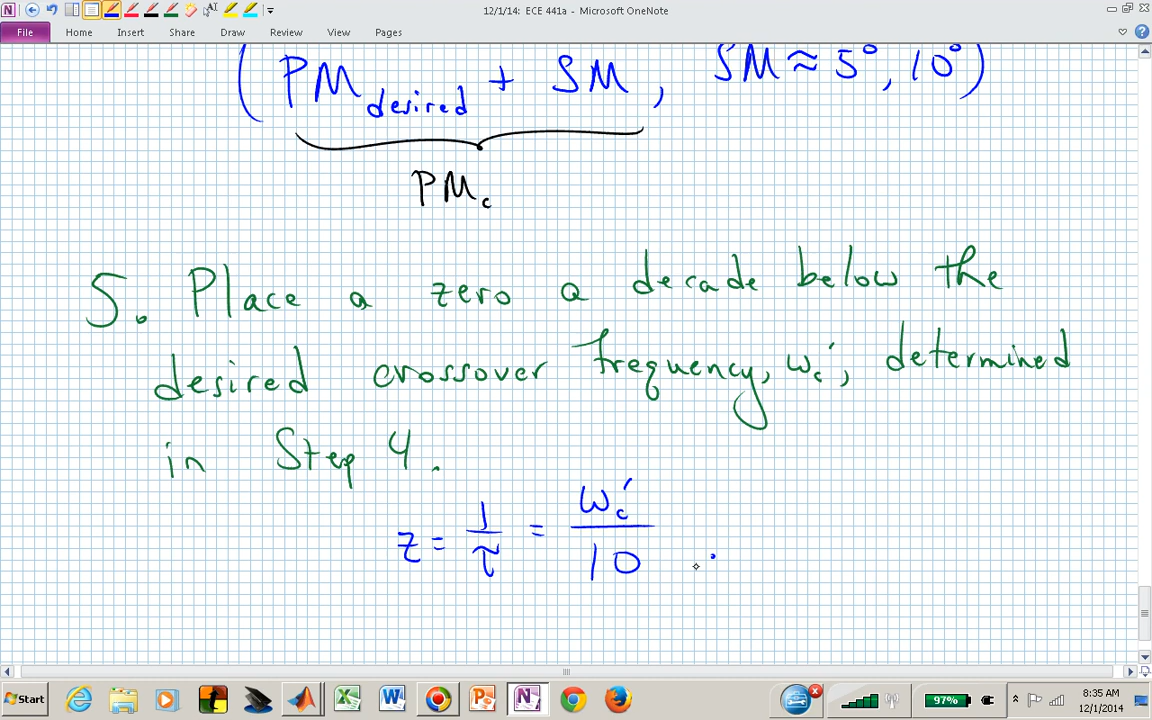 12/1/14: ECE 441a - Microsoft OneNote
File Home Insert Share Draw Review View Pages
(PM desired + SM, SM ≈ 5°, 10°)
PMc
5. Place a zero a decade below the
desired crossover frequency, ωc', determined
in Step 4.
z = 1/τ = ωc'/10
Start
97%
8:35 AM
12/1/2014